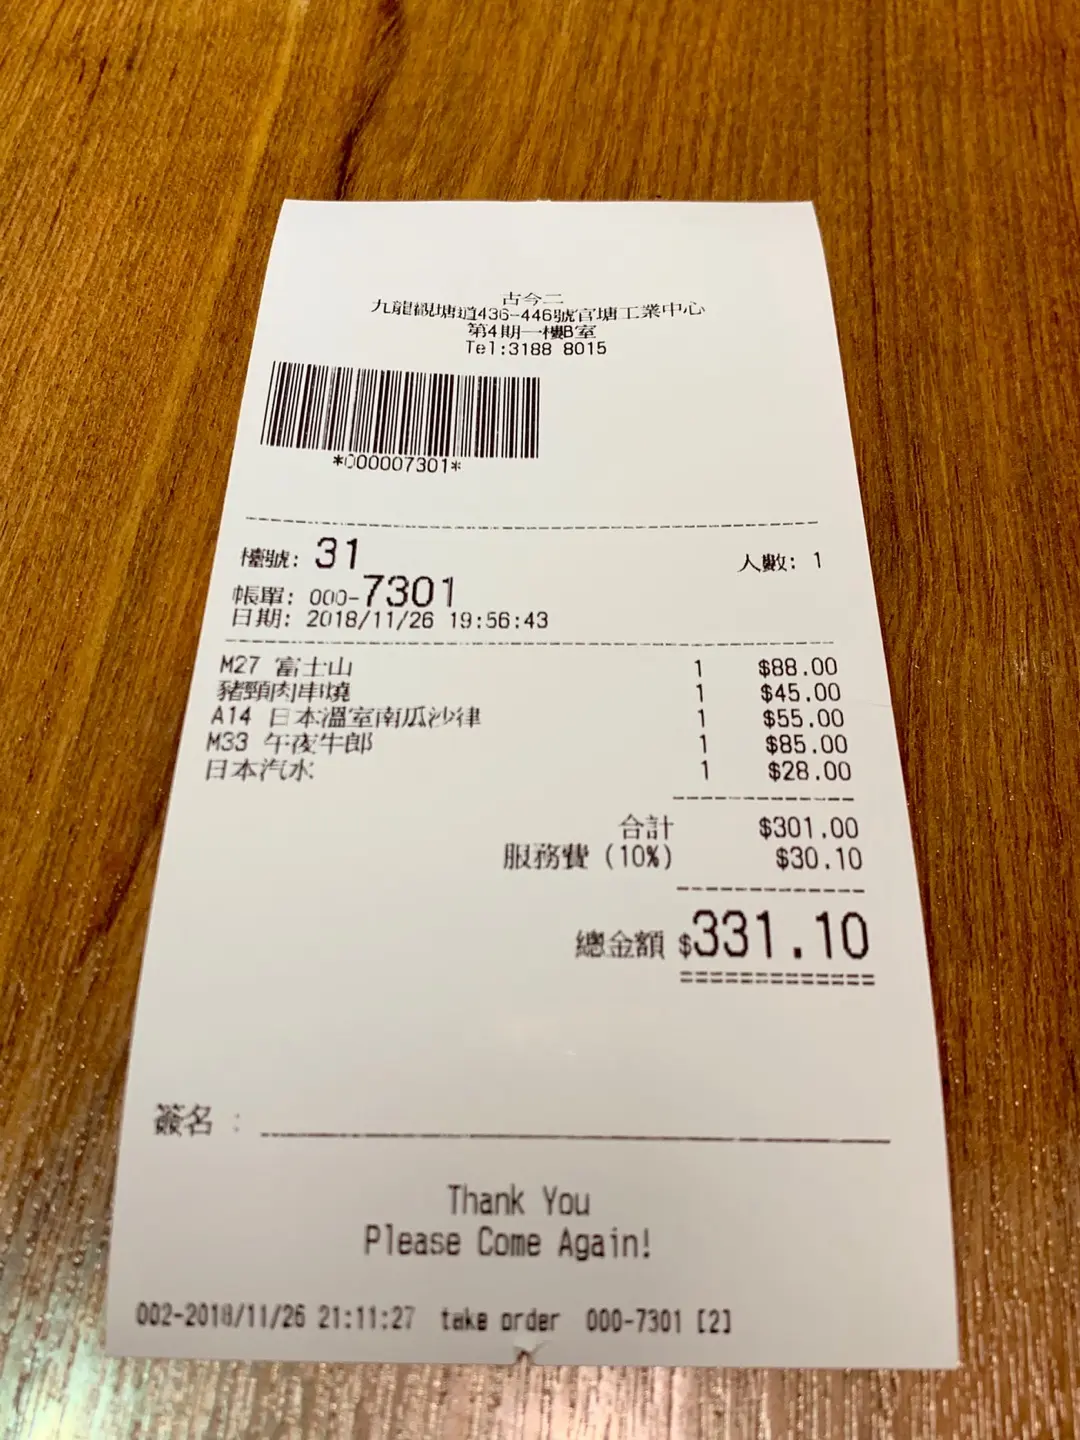 古今二
九龍觀塘道436-446號官塘工業中心
第4期一樓B室
Tel:3188 8015
*000007301*
檯號: 31 人數: 1
帳單: 000-7301
日期: 2018/11/26 19:56:43
M27 富士山 1 $88.00
豬頸肉串燒 1 $45.00
A14 日本溫室南瓜沙律 1 $55.00
M33 午夜牛郎 1 $85.00
日本汽水 1 $28.00
合計 $301.00
服務費 (10%) $30.10
總金額 $331.10
簽名 :
Thank You
Please Come Again!
002-2018/11/26 21:11:27 take order 000-7301 [2]